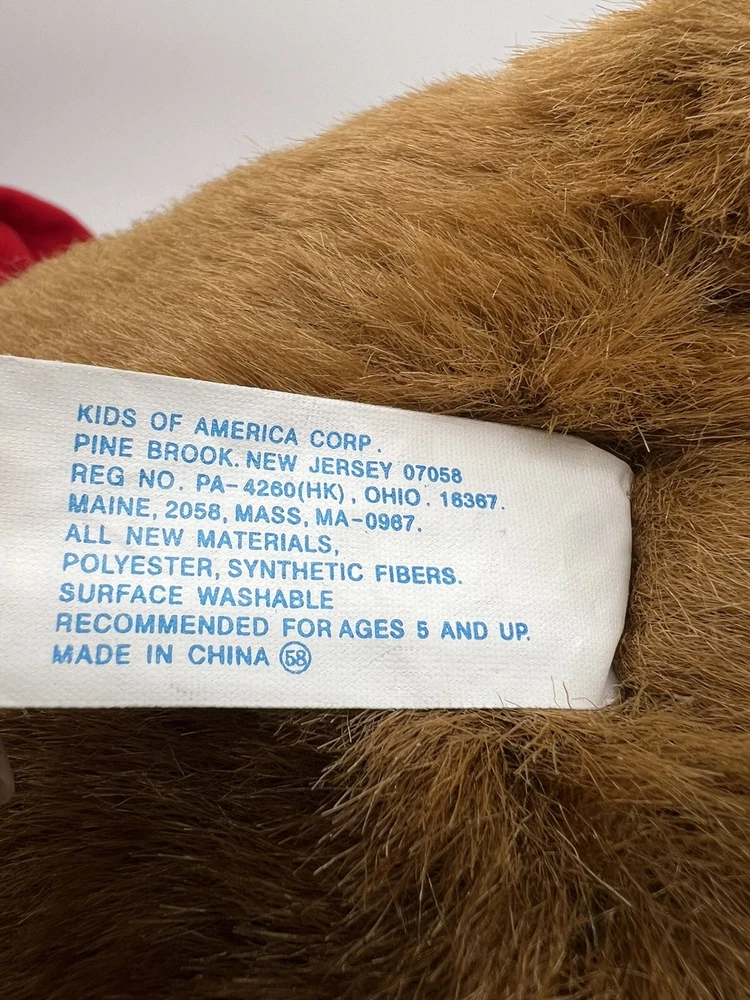 KIDS OF AMERICA CORP.
PINE BROOK. NEW JERSEY 07058
REG NO. PA-4260(HK), OHIO. 16367.
MAINE, 2058, MASS, MA-0967.
ALL NEW MATERIALS,
POLYESTER, SYNTHETIC FIBERS.
SURFACE WASHABLE
RECOMMENDED FOR AGES 5 AND UP.
MADE IN CHINA 58